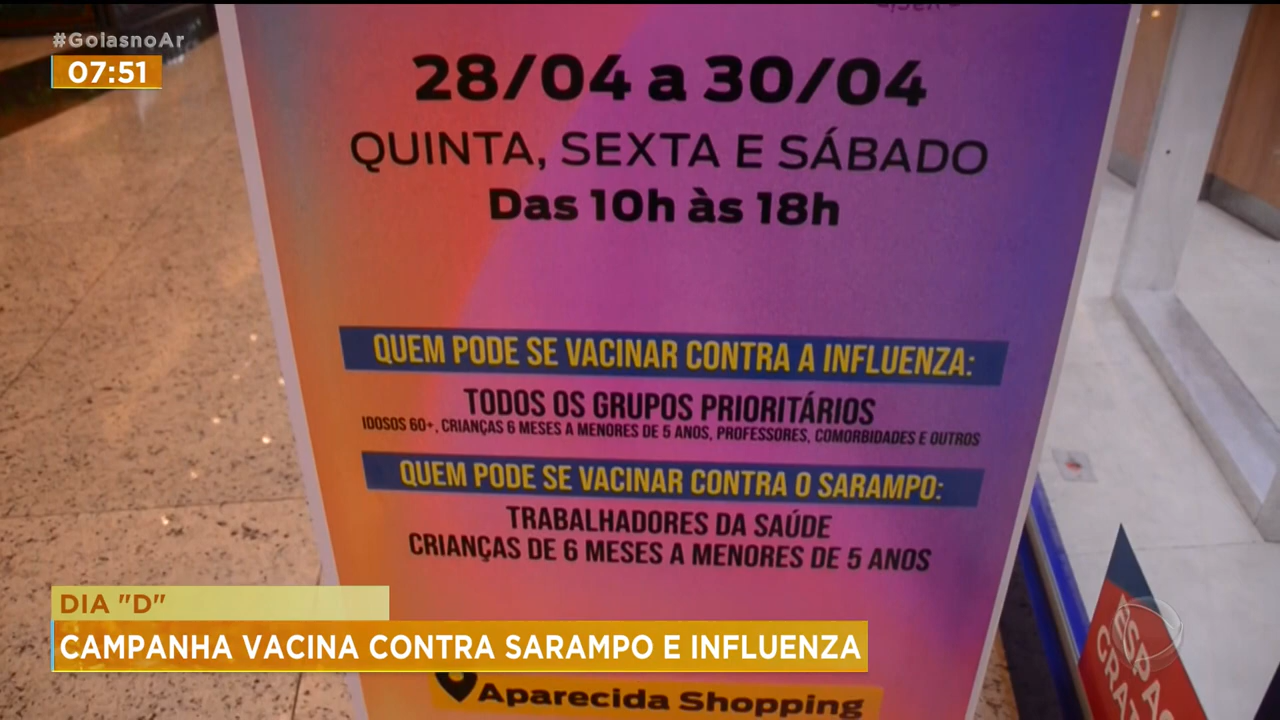 #GoiasnoAr
07:51
28/04 a 30/04
QUINTA, SEXTA E SÁBADO
Das 10h às 18h
QUEM PODE SE VACINAR CONTRA A INFLUENZA:
TODOS OS GRUPOS PRIORITÁRIOS
IDOSOS 60+, CRIANÇAS 6 MESES A MENORES DE 5 ANOS, PROFESSORES, COMORBIDADES E OUTROS
QUEM PODE SE VACINAR CONTRA O SARAMPO:
TRABALHADORES DA SAÚDE
CRIANÇAS DE 6 MESES A MENORES DE 5 ANOS
DIA "D"
CAMPANHA VACINA CONTRA SARAMPO E INFLUENZA
Aparecida Shopping